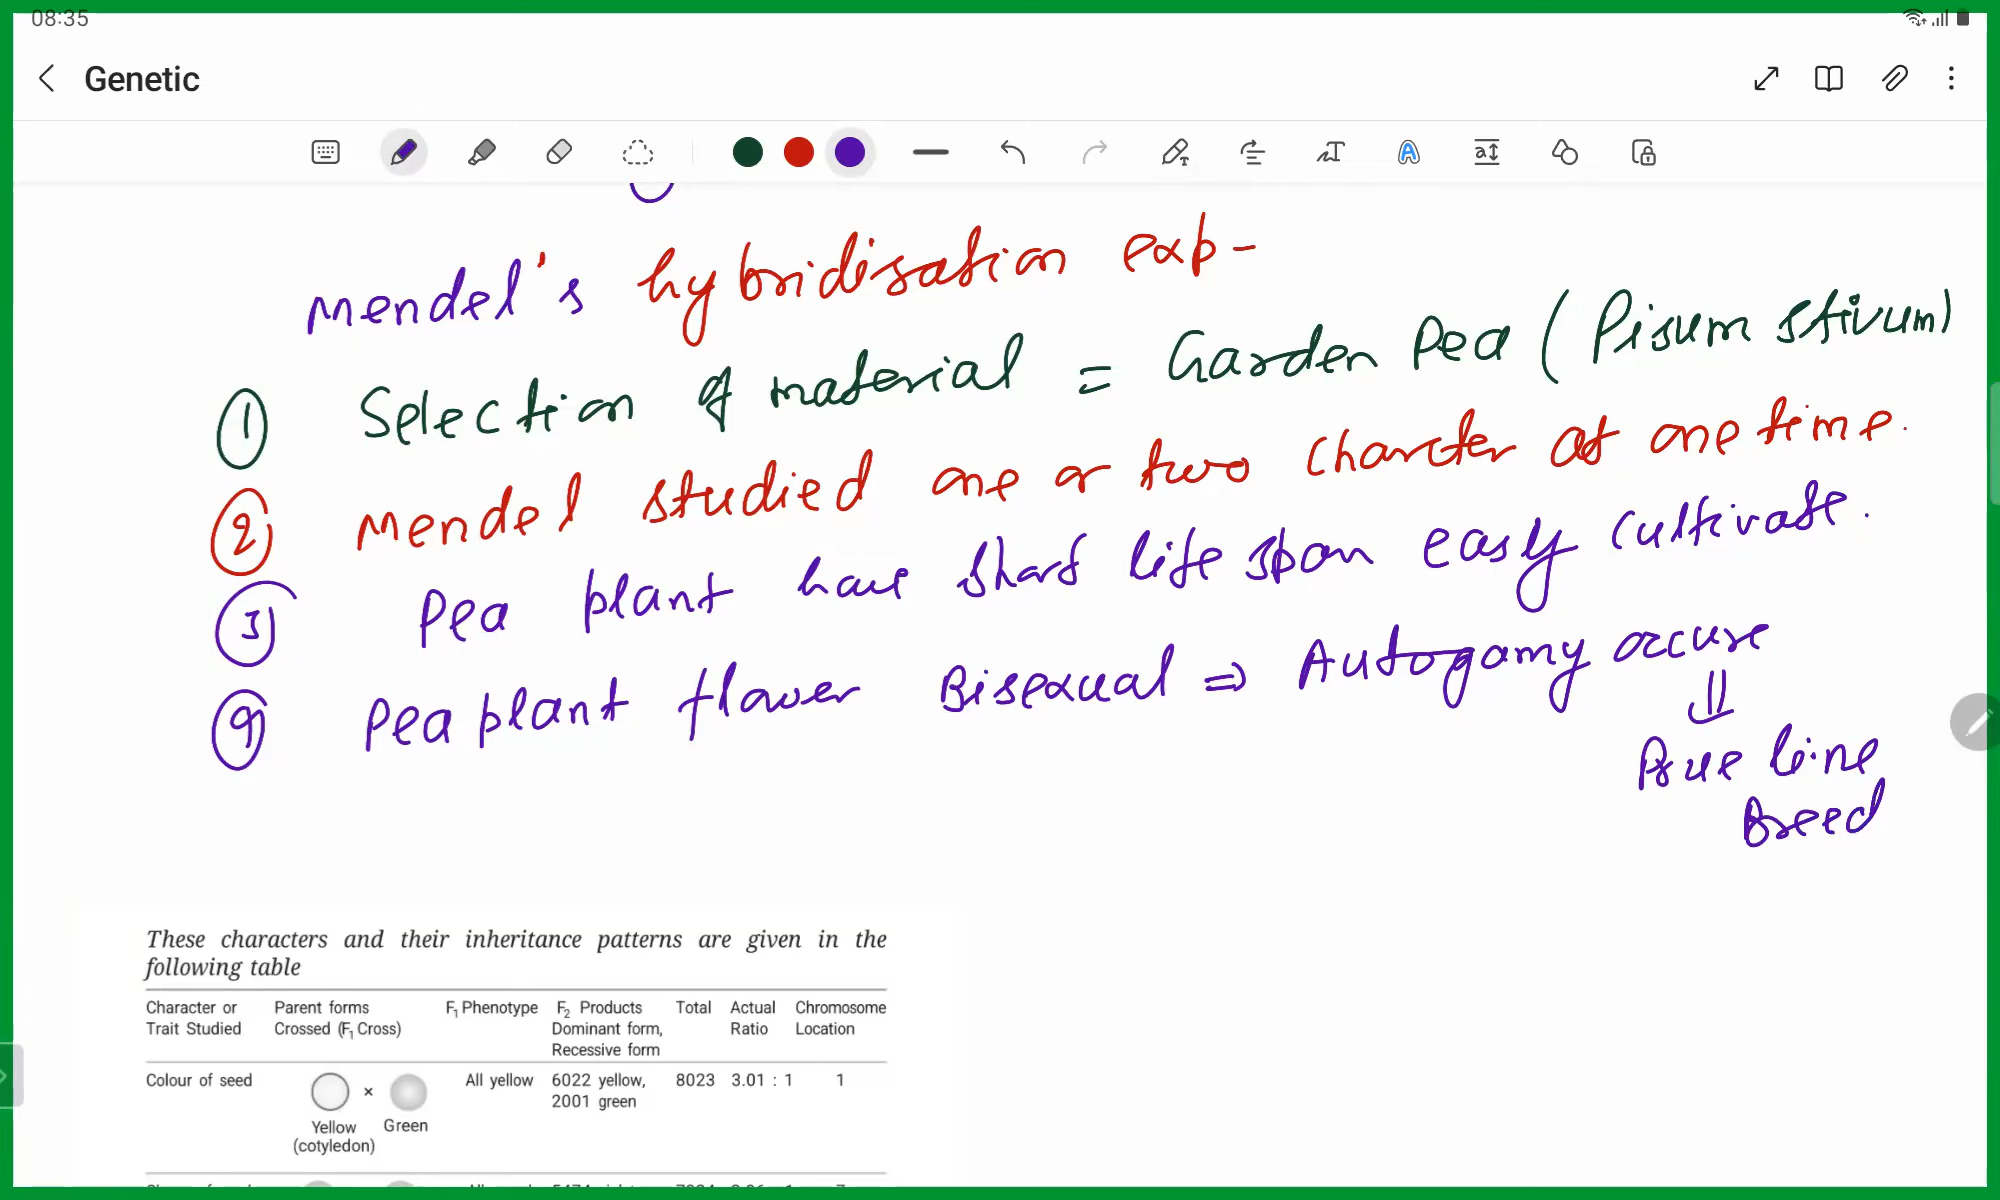 08:35
Genetic
Mendel's hybridisation exp-
① Selection of material = Garden Pea (Pisum stivum)
② Mendel studied one or two charcter at one time.
③ Pea plant have short life span easly cultivate.
④ Pea plant flower Bisexual ⇒ Autogamy occure
⇓
Pure line
Breed
These characters and their inheritance patterns are given in the
following table
Character or Parent forms F₁ Phenotype F₂ Products Total Actual Chromosome
Trait Studied Crossed (F₁ Cross) Dominant form, Ratio Location
Recessive form
Colour of seed × All yellow 6022 yellow, 8023 3.01 : 1 1
2001 green
Yellow Green
(cotyledon)